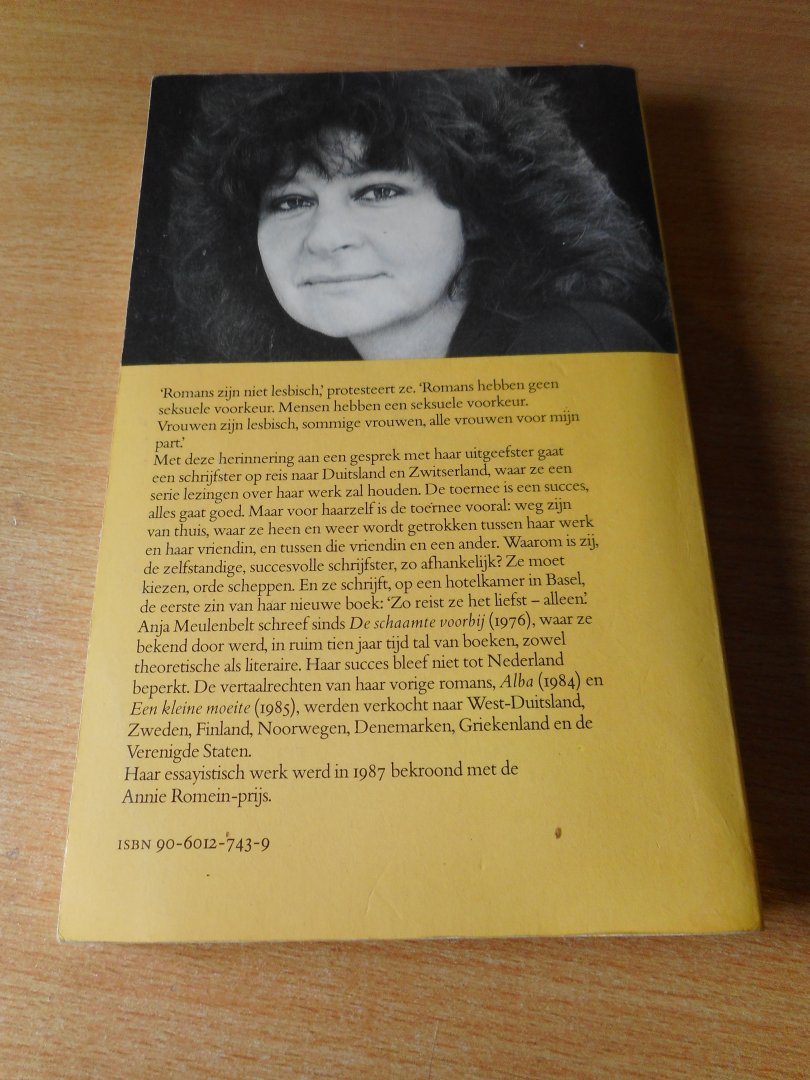 ‘Romans zijn niet lesbisch,’ protesteert ze. ‘Romans hebben geen
seksuele voorkeur. Mensen hebben een seksuele voorkeur.
Vrouwen zijn lesbisch, sommige vrouwen, alle vrouwen voor mijn
part.’
Met deze herinnering aan een gesprek met haar uitgeefster gaat
een schrijfster op reis naar Duitsland en Zwitserland, waar ze een
serie lezingen over haar werk zal houden. De toernee is een succes,
alles gaat goed. Maar voor haarzelf is de toernee vooral: weg zijn
van thuis, waar ze heen en weer wordt getrokken tussen haar werk
en haar vriendin, en tussen die vriendin en een ander. Waarom is zij,
de zelfstandige, succesvolle schrijfster, zo afhankelijk? Ze moet
kiezen, orde scheppen. En ze schrijft, op een hotelkamer in Basel,
de eerste zin van haar nieuwe boek: ‘Zo reist ze het liefst – alleen.’
Anja Meulenbelt schreef sinds De schaamte voorbij (1976), waar ze
bekend door werd, in ruim tien jaar tijd tal van boeken, zowel
theoretische als literaire. Haar succes bleef niet tot Nederland
beperkt. De vertaalrechten van haar vorige romans, Alba (1984) en
Een kleine moeite (1985), werden verkocht naar West-Duitsland,
Zweden, Finland, Noorwegen, Denemarken, Griekenland en de
Verenigde Staten.
Haar essayistisch werk werd in 1987 bekroond met de
Annie Romein-prijs.
ISBN 90-6012-743-9